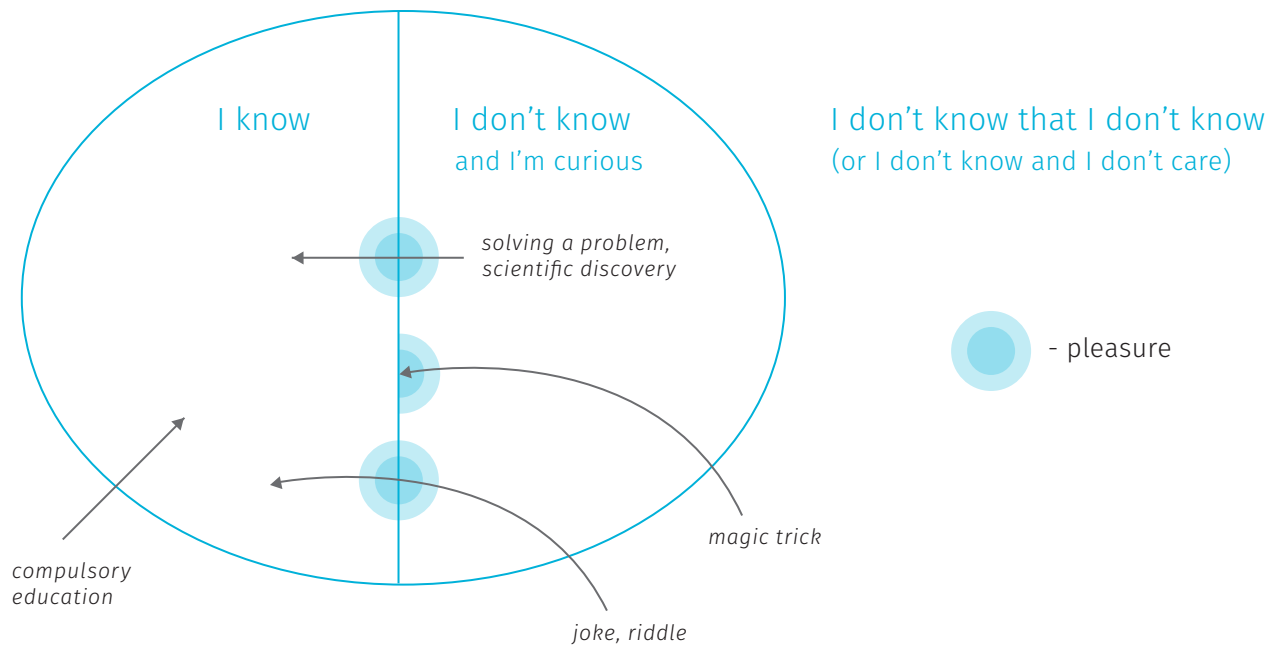 I know
I don’t know
and I’m curious
I don’t know that I don’t know
(or I don’t know and I don’t care)
solving a problem,
scientific discovery
- pleasure
magic trick
compulsory
education
joke, riddle